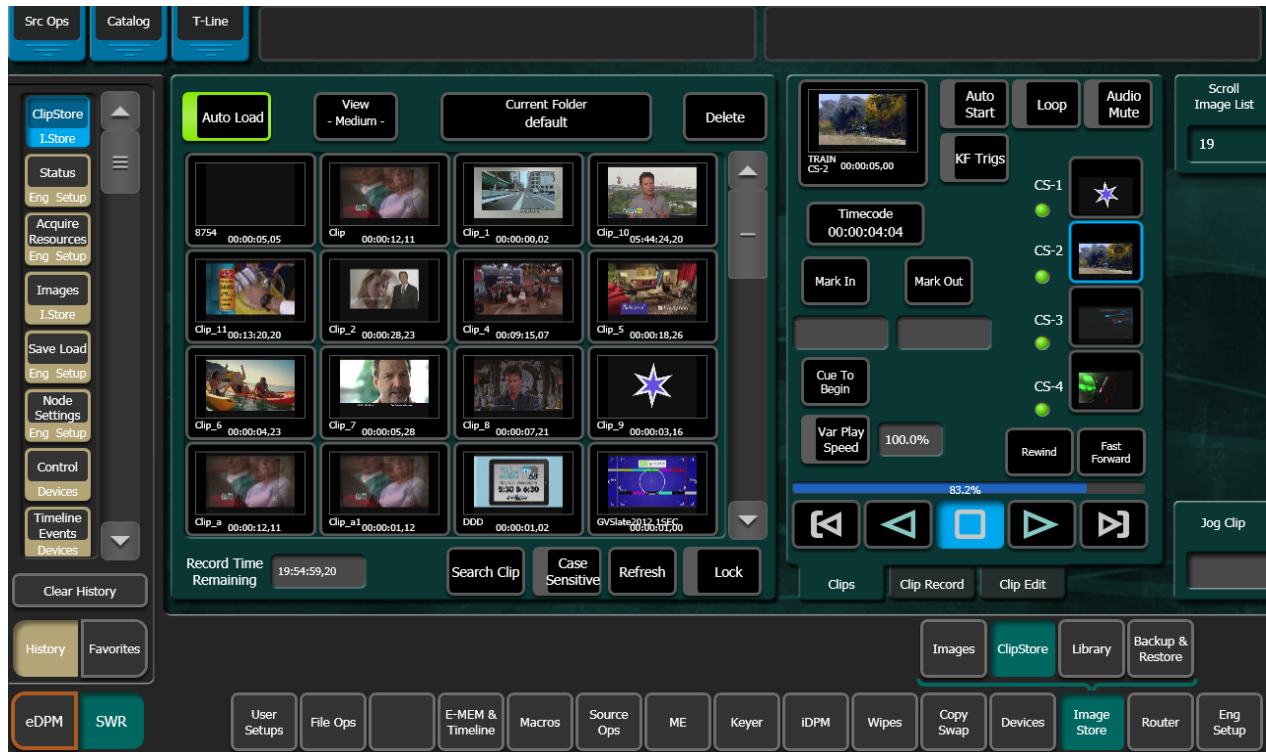 Src Ops
Catalog
T-Line
ClipStore
I.Store
Status
Eng Setup
Acquire
Resources
Eng Setup
Images
I.Store
Save Load
Eng Setup
Node
Settings
Eng Setup
Control
Devices
Timeline
Events
Devices
Clear History
History
Favorites
eDPM
SWR
Auto Load
View
- Medium -
Current Folder
default
Delete
8754 00:00:05,05
Clip 00:00:12,11
Clip_1 00:00:00,02
Clip_10 05:44:24,20
Clip_11 00:13:20,20
Clip_2 00:00:28,23
Clip_4 00:09:15,07
Clip_5 00:00:18,26
Clip_6 00:00:04,23
Clip_7 00:00:05,28
Clip_8 00:00:07,21
Clip_9 00:00:03,16
Clip_a 00:00:12,11
Clip_a1 00:00:01,12
5:30 & 6:30
DDD 00:00:01,02
GVSlate2012 1SEC 00:00:01,00
Record Time
Remaining
19:54:59,20
Search Clip
Case
Sensitive
Refresh
Lock
TRAIN
CS-2 00:00:05,00
Auto
Start
Loop
Audio
Mute
KF Trigs
Timecode
00:00:04:04
Mark In
Mark Out
Cue To
Begin
Var Play
Speed
100.0%
CS-1
CS-2
CS-3
CS-4
Rewind
Fast
Forward
83.2%
Clips
Clip Record
Clip Edit
Scroll
Image List
19
Jog Clip
Images
ClipStore
Library
Backup &
Restore
User
Setups
File Ops
E-MEM &
Timeline
Macros
Source
Ops
ME
Keyer
iDPM
Wipes
Copy
Swap
Devices
Image
Store
Router
Eng
Setup